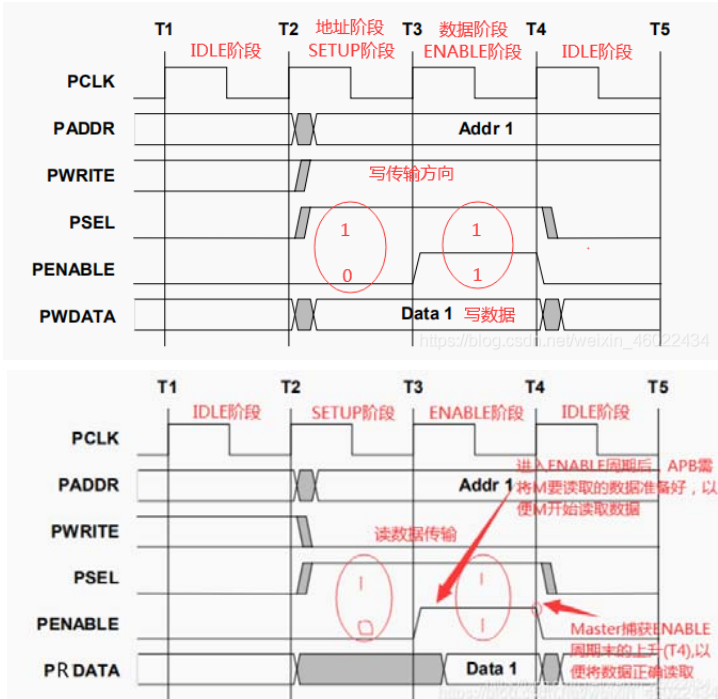 T1 T2 地址阶段 T3 数据阶段 T4 T5
IDLE阶段 SETUP阶段 ENABLE阶段 IDLE阶段
PCLK
PADDR Addr 1
PWRITE 写传输方向
PSEL 1 1
PENABLE 0 1
PWDATA Data 1 写数据
https://blog.csdn.net/weixin_46022434
T1 T2 T3 T4 T5
IDLE阶段 SETUP阶段 ENABLE阶段 IDLE阶段
PCLK
进入ENABLE周期后，APB需
PADDR Addr 1 将M要读取的数据准备好，以
便M开始读取数据
PWRITE 读数据传输
PSEL 1 1
PENABLE 0 1
Master捕获ENABLE
周期末的上升(T4),以
PRDATA Data 1 便将数据正确读取
https://blog.csdn.net/weixin_46022434